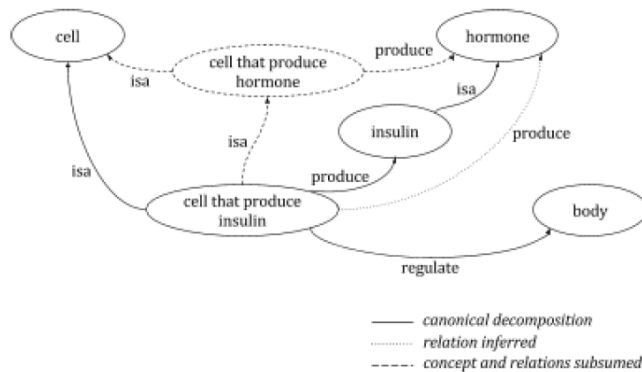 cell
hormone
produce
cell that produce
hormone
isa
isa
insulin
isa
produce
isa
produce
cell that produce
insulin
body
regulate
canonical decomposition
relation inferred
concept and relations subsumed